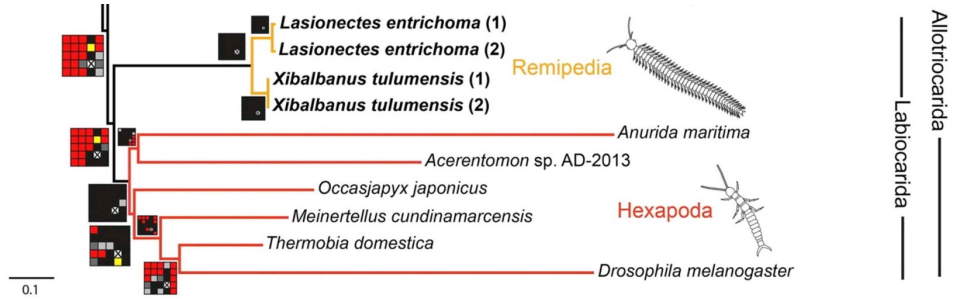 Lasionectes entrichoma (1)
Lasionectes entrichoma (2)
Remipedia
Xibalbanus tulumensis (1)
Xibalbanus tulumensis (2)
Anurida maritima
Acerentomon sp. AD-2013
Occasjapyx japonicus
Hexapoda
Meinertellus cundinamarcensis
Thermobia domestica
Drosophila melanogaster
0.1
Labiocarida
Allotriocarida